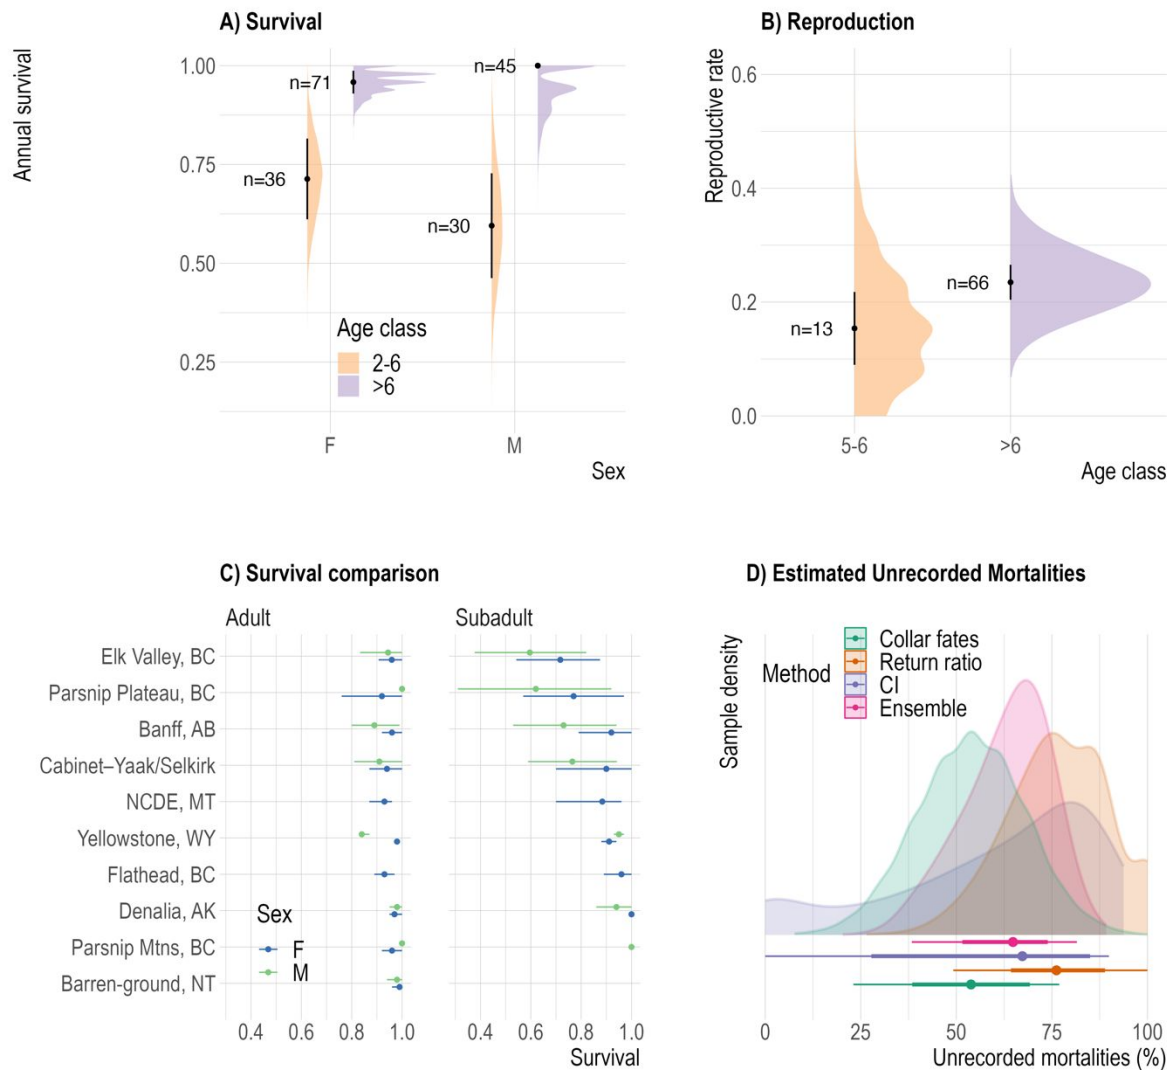 A) Survival
Annual survival
1.00
0.75
0.50
0.25
n=71
n=45
n=36
n=30
Age class
2-6
>6
F
M
Sex
B) Reproduction
Reproductive rate
0.6
0.4
0.2
0.0
n=13
n=66
5-6
>6
Age class
C) Survival comparison
Adult
Subadult
Elk Valley, BC
Parsnip Plateau, BC
Banff, AB
Cabinet–Yaak/Selkirk
NCDE, MT
Yellowstone, WY
Flathead, BC
Denalia, AK
Parsnip Mtns, BC
Barren-ground, NT
Sex
F
M
0.4 0.6 0.8 1.0
0.4 0.6 0.8 1.0
Survival
D) Estimated Unrecorded Mortalities
Sample density
Method
Collar fates
Return ratio
CI
Ensemble
0 25 50 75 100
Unrecorded mortalities (%)